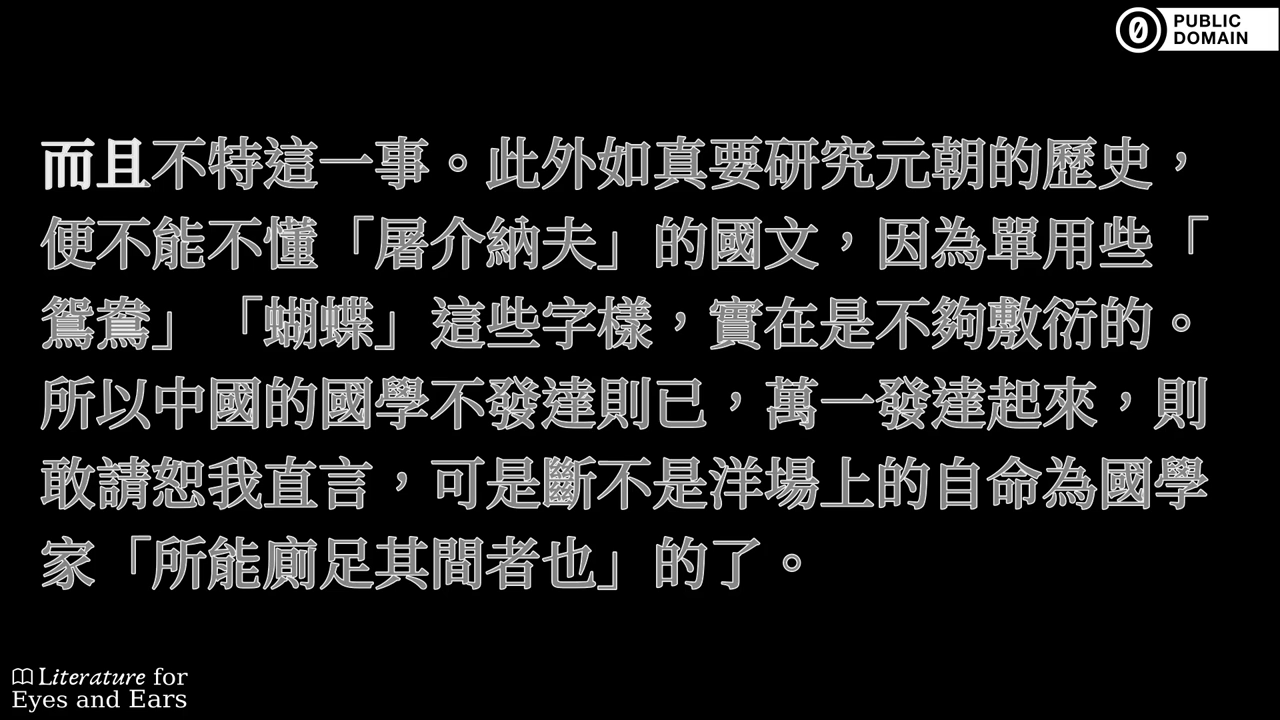 PUBLIC
DOMAIN
而且不特這一事。此外如真要研究元朝的歷史，
便不能不懂「屠介納夫」的國文，因為單用些「
鴛鴦」「蝴蝶」這些字樣，實在是不夠敷衍的。
所以中國的國學不發達則已，萬一發達起來，則
敢請恕我直言，可是斷不是洋場上的自命為國學
家「所能廁足其間者也」的了。
Literature for
Eyes and Ears